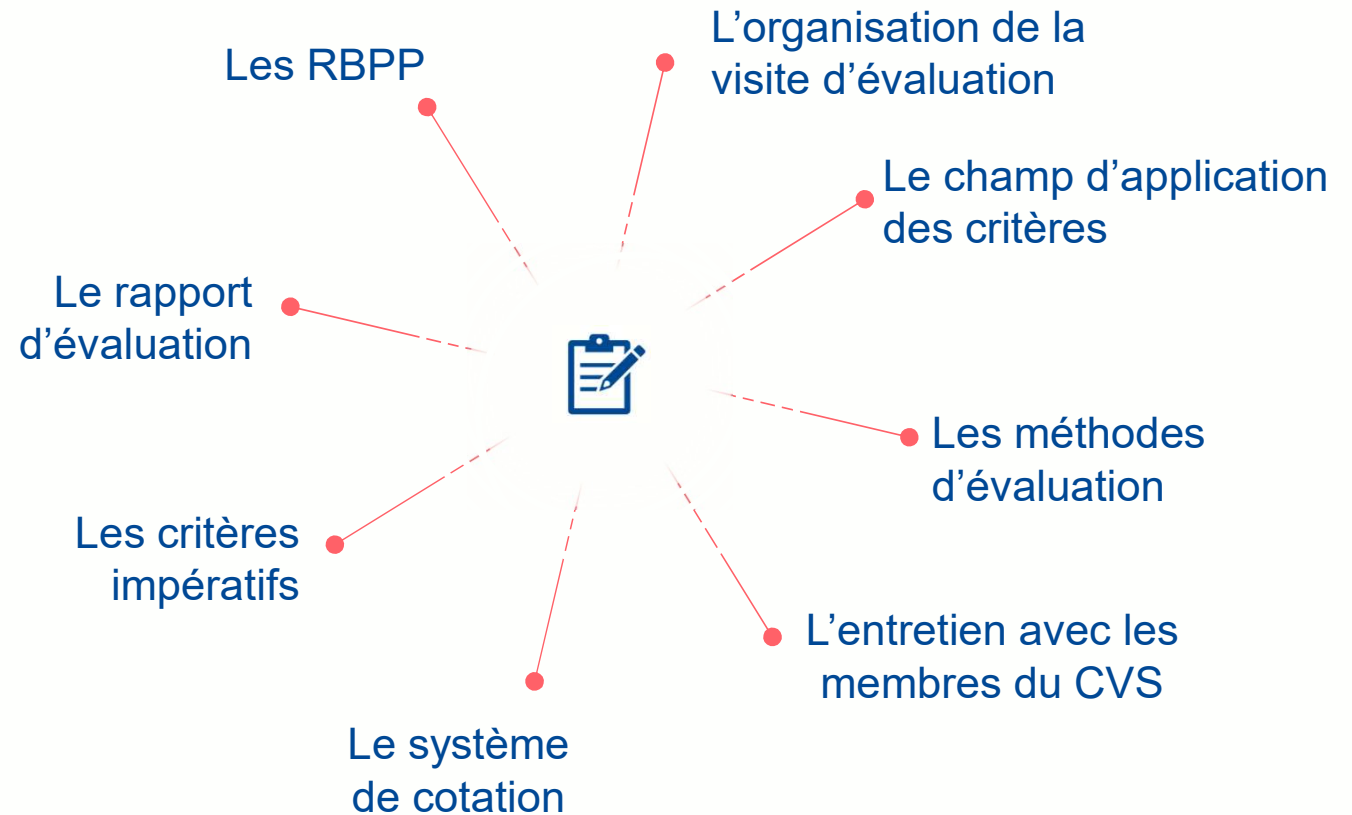 Les RBPP
L’organisation de la
visite d’évaluation
Le champ d’application
des critères
Le rapport
d’évaluation
Les méthodes
d’évaluation
Les critères
impératifs
L’entretien avec les
membres du CVS
Le système
de cotation